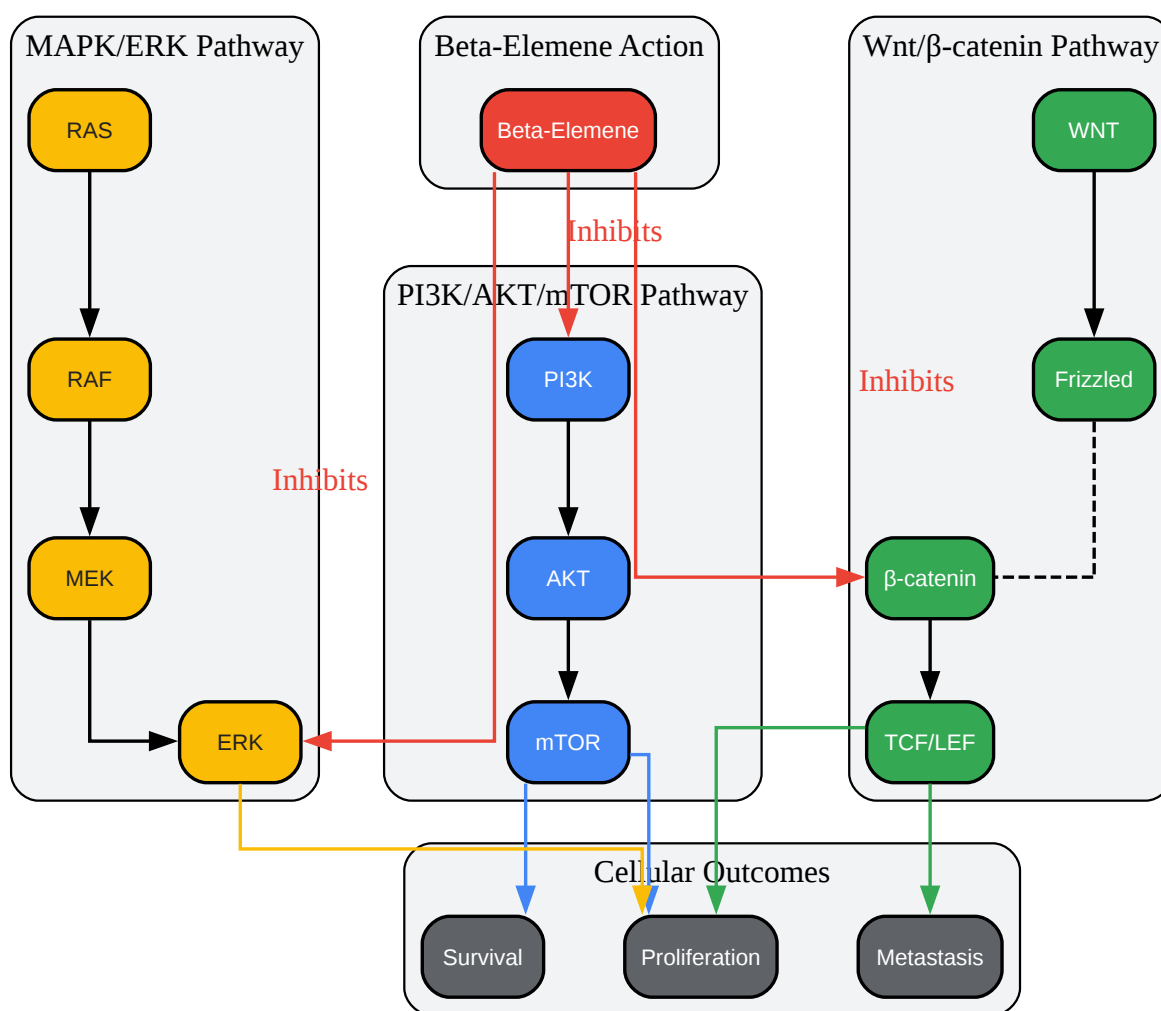 MAPK/ERK Pathway
Beta-Elemene Action
Wnt/β-catenin Pathway
RAS
Beta-Elemene
WNT
Inhibits
PI3K/AKT/mTOR Pathway
RAF
PI3K
Inhibits
Frizzled
Inhibits
MEK
AKT
β-catenin
ERK
mTOR
TCF/LEF
Cellular Outcomes
Survival
Proliferation
Metastasis